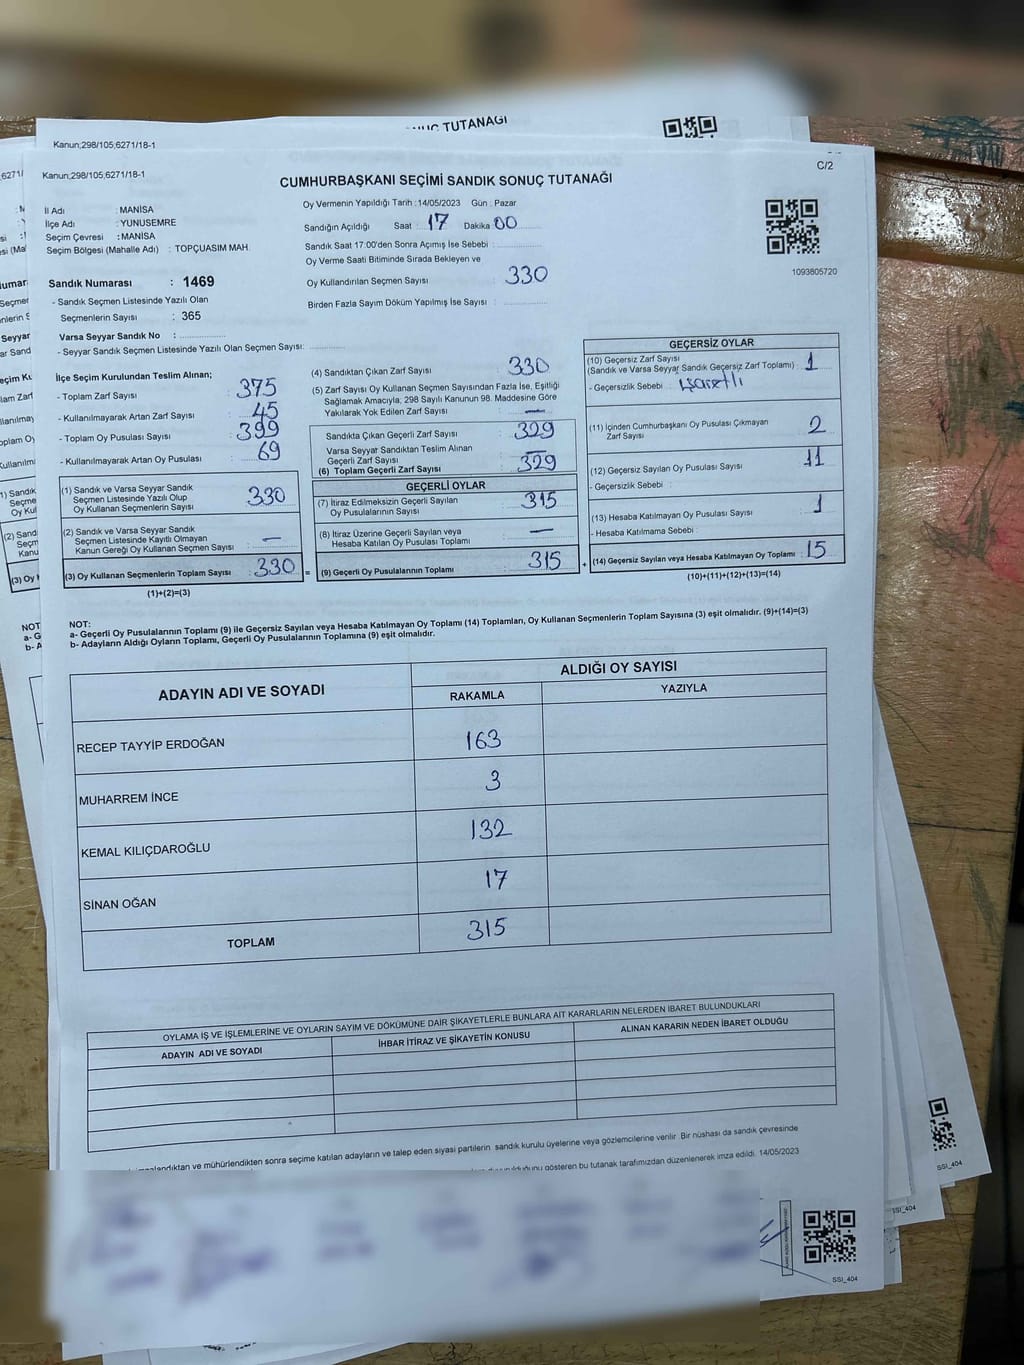 TUTANAĞI
Kanun;298/105;6271/18-1
Kanun;298/105;6271/18-1
C/2
CUMHURBAŞKANI SEÇİMİ SANDIK SONUÇ TUTANAĞI
İl Adı : MANİSA
İlçe Adı : YUNUSEMRE
Seçim Çevresi : MANİSA
Seçim Bölgesi (Mahalle Adı) : TOPÇUASIM MAH.
Sandık Numarası : 1469
- Sandık Seçmen Listesinde Yazılı Olan
Seçmenlerin Sayısı : 365
Varsa Seyyar Sandık No :
- Seyyar Sandık Seçmen Listesinde Yazılı Olan Seçmen Sayısı:
Oy Vermenin Yapıldığı Tarih :14/05/2023 Gün : Pazar
Sandığın Açıldığı Saat : 17 Dakika 00
Sandık Saat 17:00'den Sonra Açımış İse Sebebi :
Oy Verme Saati Bitiminde Sırada Bekleyen ve
Oy Kullandırılan Seçmen Sayısı : 330
Birden Fazla Sayım Döküm Yapılmış İse Sayısı :
1093805720
İlçe Seçim Kurulundan Teslim Alınan;
- Toplam Zarf Sayısı : 375
- Kullanılmayarak Artan Zarf Sayısı : 45
- Toplam Oy Pusulası Sayısı : 399
- Kullanılmayarak Artan Oy Pusulası : 69
(1) Sandık ve Varsa Seyyar Sandık
Seçmen Listesinde Yazılı Olup
Oy Kullanan Seçmenlerin Sayısı : 330
(2) Sandık ve Varsa Seyyar Sandık
Seçmen Listesinde Kayıtlı Olmayan
Kanun Gereği Oy Kullanan Seçmen Sayısı : —
(3) Oy Kullanan Seçmenlerin Toplam Sayısı : 330 =
(1)+(2)=(3)
(4) Sandıktan Çıkan Zarf Sayısı : 330
(5) Zarf Sayısı Oy Kullanan Seçmen Sayısından Fazla İse, Eşitliği
Sağlamak Amacıyla; 298 Sayılı Kanunun 98. Maddesine Göre
Yakılarak Yok Edilen Zarf Sayısı : —
Sandıkta Çıkan Geçerli Zarf Sayısı : 329
Varsa Seyyar Sandıktan Teslim Alınan
Geçerli Zarf Sayısı : —
(6) Toplam Geçerli Zarf Sayısı : 329
GEÇERLİ OYLAR
(7) İtiraz Edilmeksizin Geçerli Sayılan
Oy Pusulalarının Sayısı : 315
(8) İtiraz Üzerine Geçerli Sayılan veya
Hesaba Katılan Oy Pusulası Toplamı : —
(9) Geçerli Oy Pusulalarının Toplamı : 315 +
GEÇERSİZ OYLAR
(10) Geçersiz Zarf Sayısı
(Sandık ve Varsa Seyyar Sandık Geçersiz Zarf Toplamı) : 1
- Geçersizlik Sebebi : işaretli
(11) İçinden Cumhurbaşkanı Oy Pusulası Çıkmayan
Zarf Sayısı : 2
(12) Geçersiz Sayılan Oy Pusulası Sayısı : 11
- Geçersizlik Sebebi :
(13) Hesaba Katılmayan Oy Pusulası Sayısı : 1
- Hesaba Katılmama Sebebi :
(14) Geçersiz Sayılan veya Hesaba Katılmayan Oy Toplamı : 15
(10)+(11)+(12)+(13)=(14)
NOT:
a- Geçerli Oy Pusulalarının Toplamı (9) ile Geçersiz Sayılan veya Hesaba Katılmayan Oy Toplamı (14) Toplamları, Oy Kullanan Seçmenlerin Toplam Sayısına (3) eşit olmalıdır. (9)+(14)=(3)
b- Adayların Aldığı Oyların Toplamı, Geçerli Oy Pusulalarının Toplamına (9) eşit olmalıdır.
ADAYIN ADI VE SOYADI
ALDIĞI OY SAYISI
RAKAMLA YAZIYLA
RECEP TAYYİP ERDOĞAN 163
MUHARREM İNCE 3
KEMAL KILIÇDAROĞLU 132
SİNAN OĞAN 17
TOPLAM 315
OYLAMA İŞ VE İŞLEMLERİNE VE OYLARIN SAYIM VE DÖKÜMÜNE DAİR ŞİKAYETLERLE BUNLARA AİT KARARLARIN NELERDEN İBARET BULUNDUKLARI
ADAYIN ADI VE SOYADI İHBAR İTİRAZ VE ŞİKAYETİN KONUSU ALINAN KARARIN NEDEN İBARET OLDUĞU
ve mühürlendikten sonra seçime katılan adayların ve talep eden siyasi partilerin sandık kurulu üyelerine veya gözlemcilerine verilir. Bir nüshası da sandık çevresinde
gösteren bu tutanak tarafımızdan düzenlenerek imza edildi. 14/05/2023
SSI_404
SSI_404
SSI_404